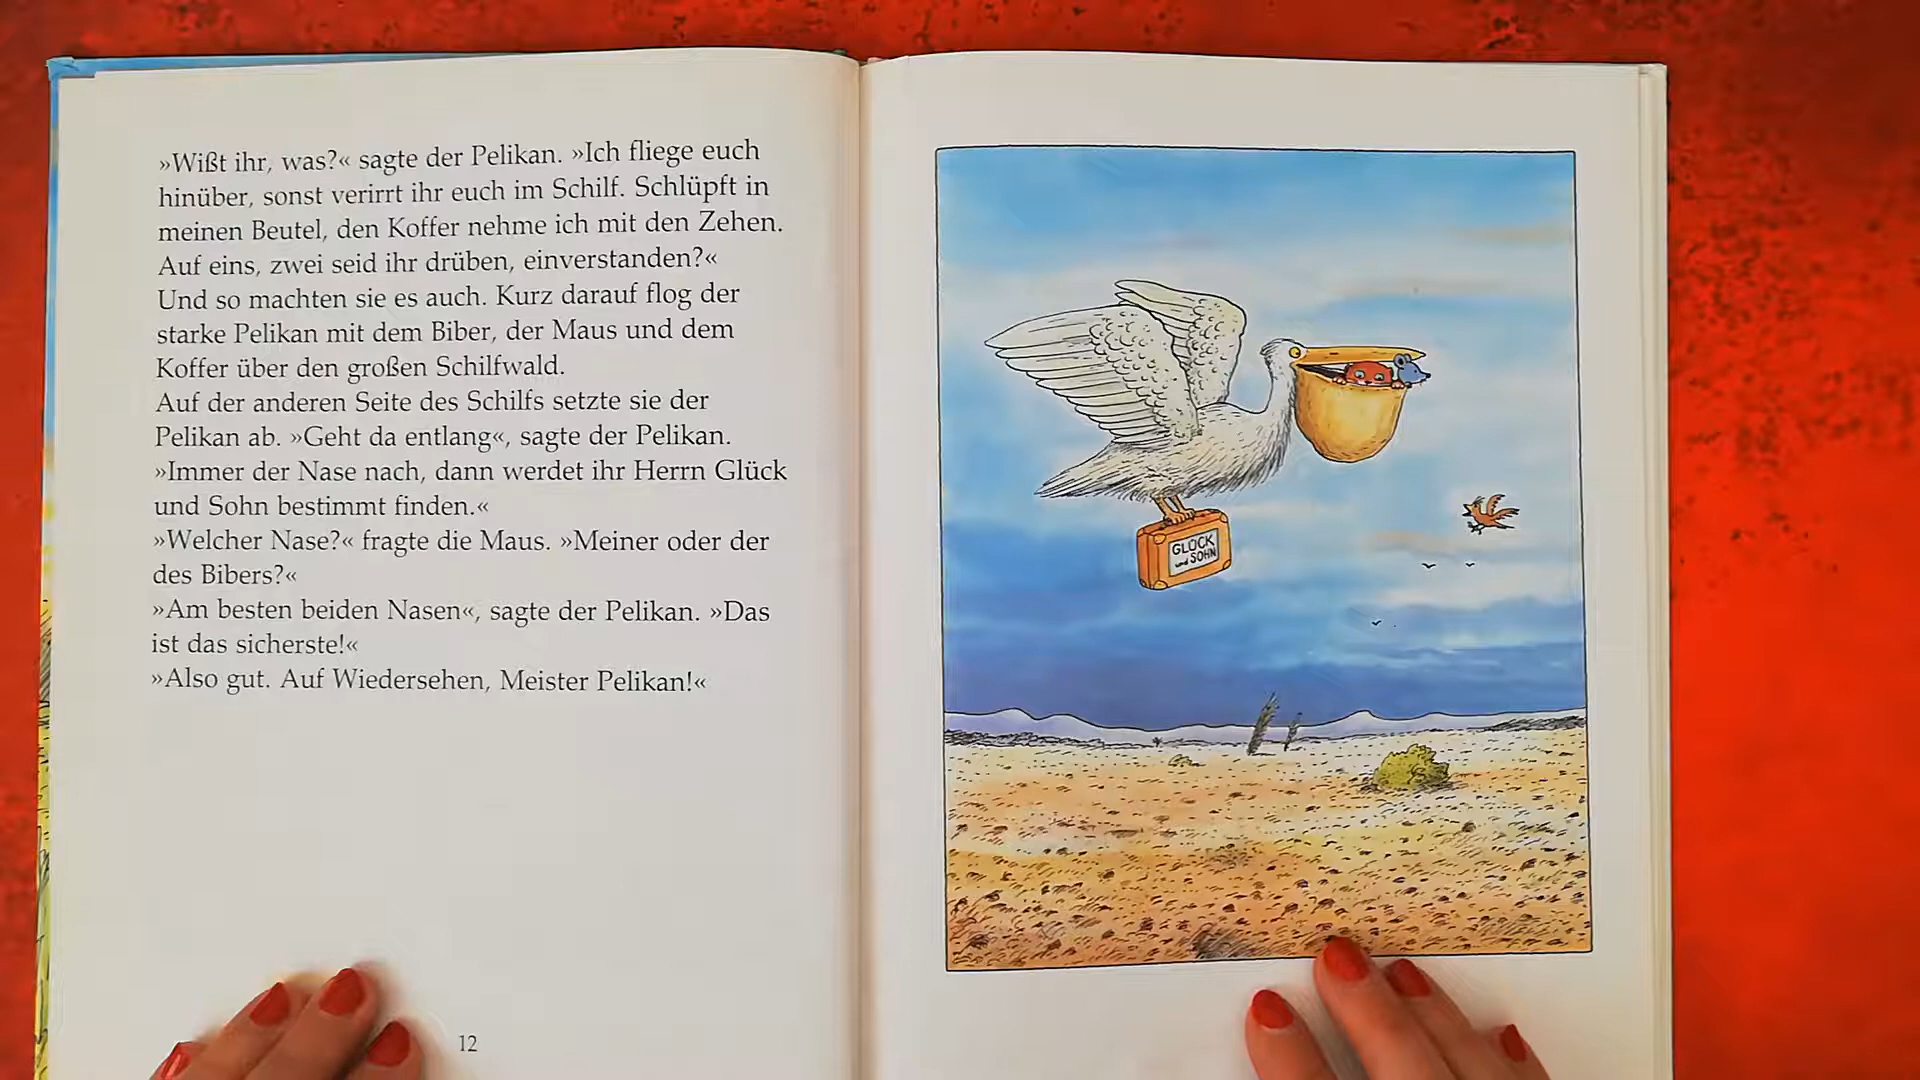 »Wißt ihr, was?« sagte der Pelikan. »Ich fliege euch
hinüber, sonst verirrt ihr euch im Schilf. Schlüpft in
meinen Beutel, den Koffer nehme ich mit den Zehen.
Auf eins, zwei seid ihr drüben, einverstanden?«
Und so machten sie es auch. Kurz darauf flog der
starke Pelikan mit dem Biber, der Maus und dem
Koffer über den großen Schilfwald.
Auf der anderen Seite des Schilfs setzte sie der
Pelikan ab. »Geht da entlang«, sagte der Pelikan.
»Immer der Nase nach, dann werdet ihr Herrn Glück
und Sohn bestimmt finden.«
»Welcher Nase?« fragte die Maus. »Meiner oder der
des Bibers?«
»Am besten beiden Nasen«, sagte der Pelikan. »Das
ist das sicherste!«
»Also gut. Auf Wiedersehen, Meister Pelikan!«
12
GLÜCK
und SOHN